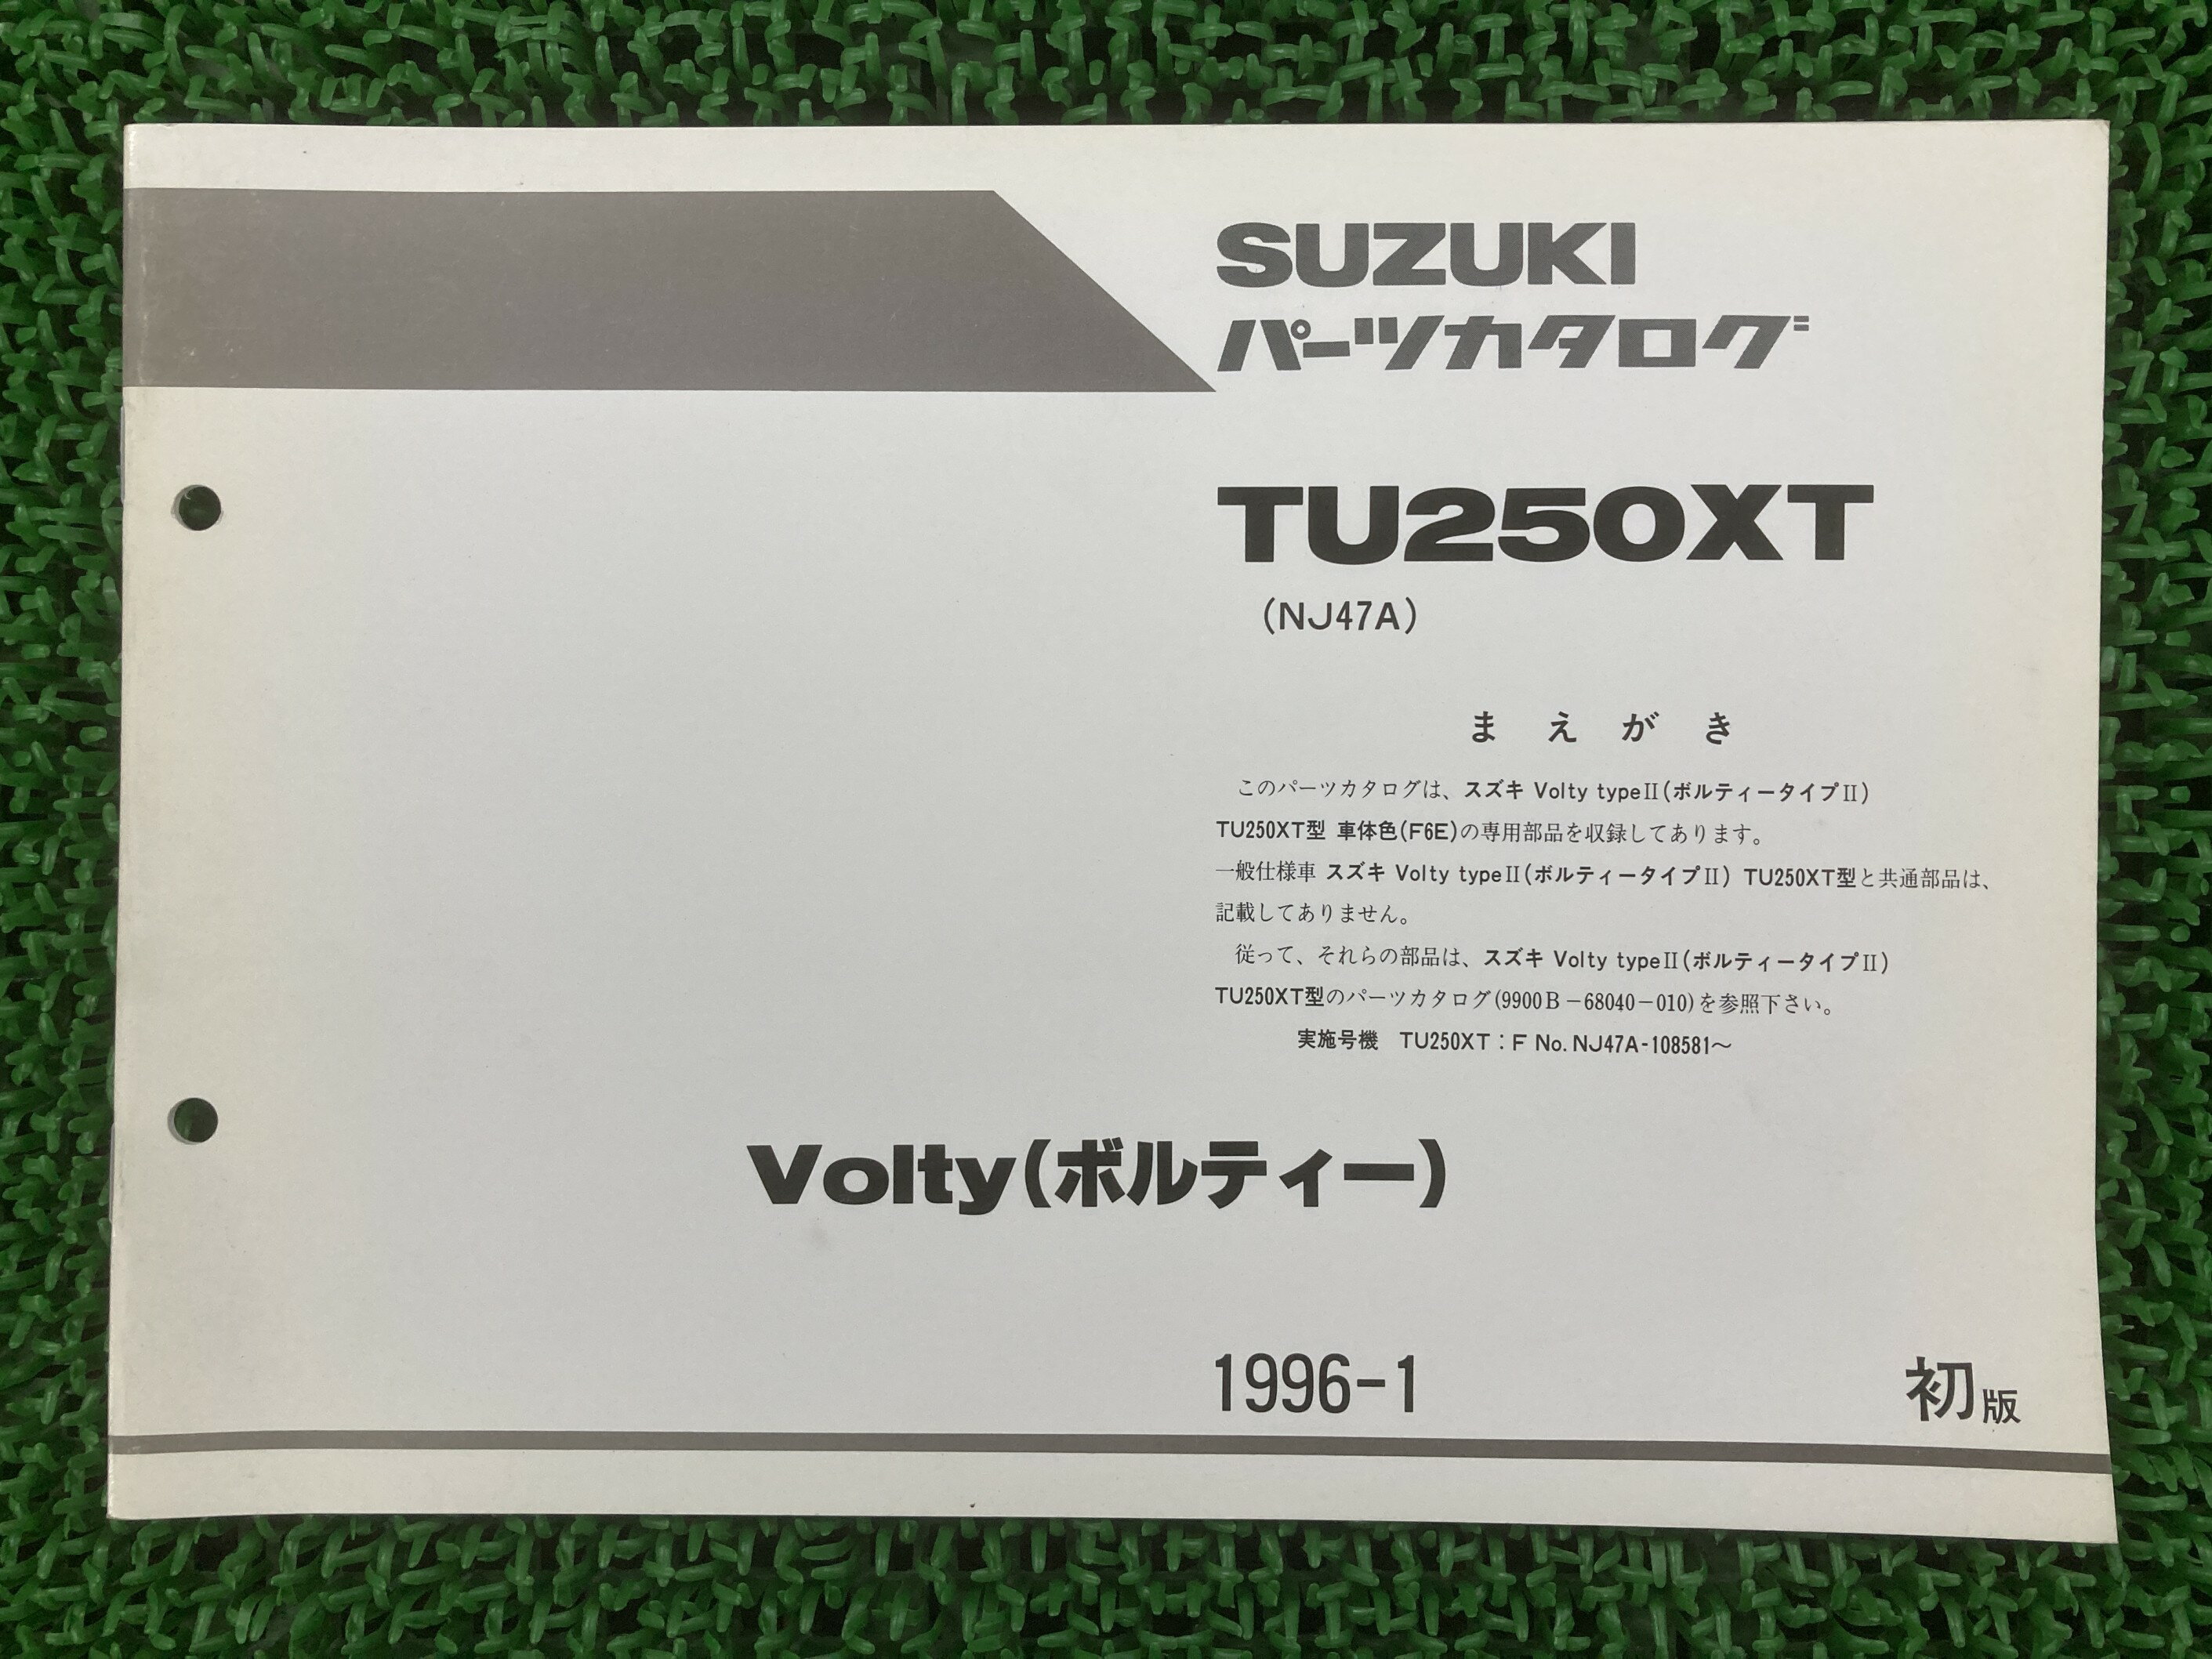 SUZUKI
パーツカタログ
TU250XT
(NJ47A)
まえがき
このパーツカタログは、スズキ Volty typeⅡ(ボルティータイプⅡ)
TU250XT型 車体色(F6E)の専用部品を収録してあります。
一般仕様車 スズキ Volty typeⅡ(ボルティータイプⅡ) TU250XT型と共通部品は、
記載してありません。
従って、それらの部品は、スズキ Volty typeⅡ(ボルティータイプⅡ)
TU250XT型のパーツカタログ(9900B-68040-010)を参照下さい。
実施号機 TU250XT：F No. NJ47A-108581～
Volty(ボルティー)
1996-1
初版